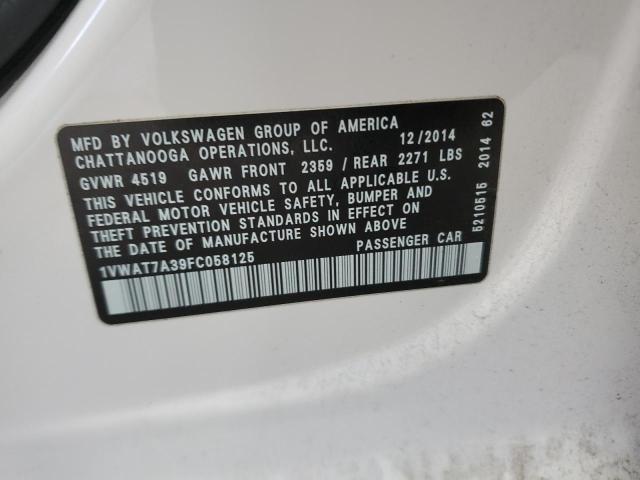 MFD BY VOLKSWAGEN GROUP OF AMERICA
CHATTANOOGA OPERATIONS, LLC. 12/2014
GVWR 4519 GAWR FRONT 2359 / REAR 2271 LBS
THIS VEHICLE CONFORMS TO ALL APPLICABLE U.S.
FEDERAL MOTOR VEHICLE SAFETY, BUMPER AND
THEFT PREVENTION STANDARDS IN EFFECT ON
THE DATE OF MANUFACTURE SHOWN ABOVE
1VWAT7A39FC058125 PASSENGER CAR
5210515 2014 62